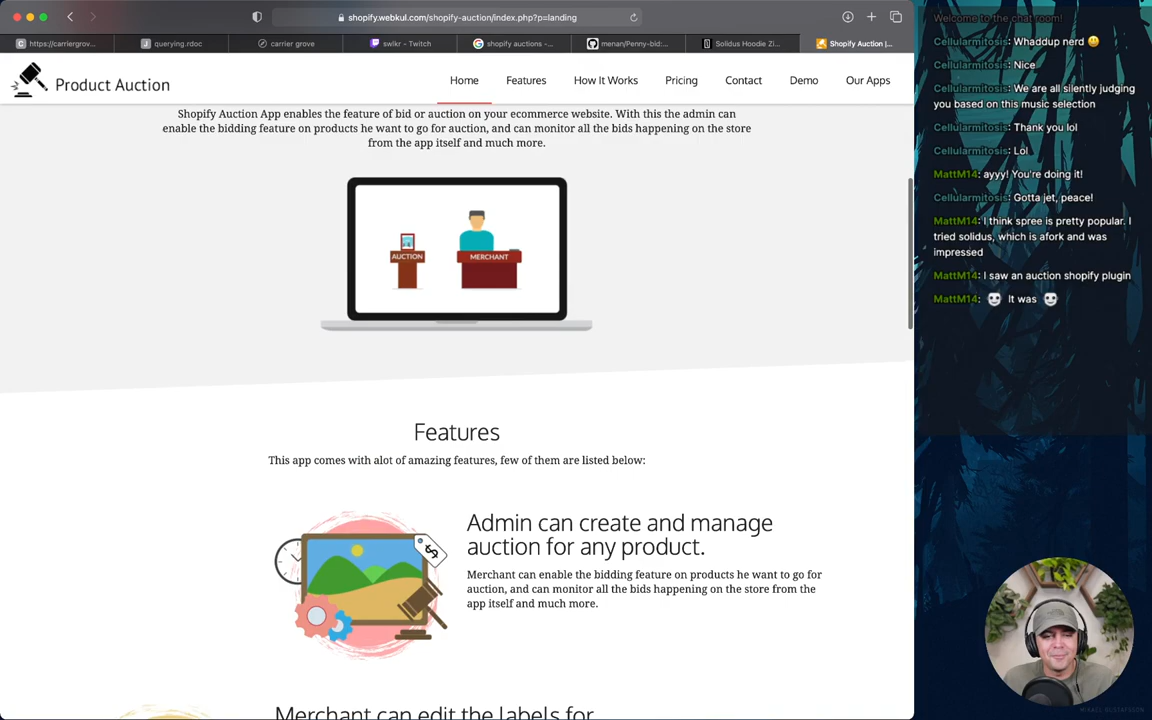 shopify.webkul.com/shopify-auction/index.php?p=landing
https://carriergrov...
querying.rdoc
carrier grove
swlkr - Twitch
shopify auctions -...
menan/Penny-bid:...
Solidus Hoodie Zi...
Shopify Auction |...
Product Auction
Home
Features
How It Works
Pricing
Contact
Demo
Our Apps
Shopify Auction App enables the feature of bid or auction on your ecommerce website. With this the admin can
enable the bidding feature on products he want to go for auction, and can monitor all the bids happening on the store
from the app itself and much more.
AUCTION
MERCHANT
Features
This app comes with alot of amazing features, few of them are listed below:
$
Admin can create and manage
auction for any product.
Merchant can enable the bidding feature on products he want to go for
auction, and can monitor all the bids happening on the store from the
app itself and much more.
Merchant can edit the labels for
Welcome to the chat room!
Cellularmitosis: Whaddup nerd
Cellularmitosis: Nice
Cellularmitosis: We are all silently judging
you based on this music selection
Cellularmitosis: Thank you lol
Cellularmitosis: Lol
MattM14: ayyy! You're doing it!
Cellularmitosis: Gotta jet, peace!
MattM14: I think spree is pretty popular. I
tried solidus, which is afork and was
impressed
MattM14: I saw an auction shopify plugin
MattM14: It was
MIKAEL GUSTAFSSON